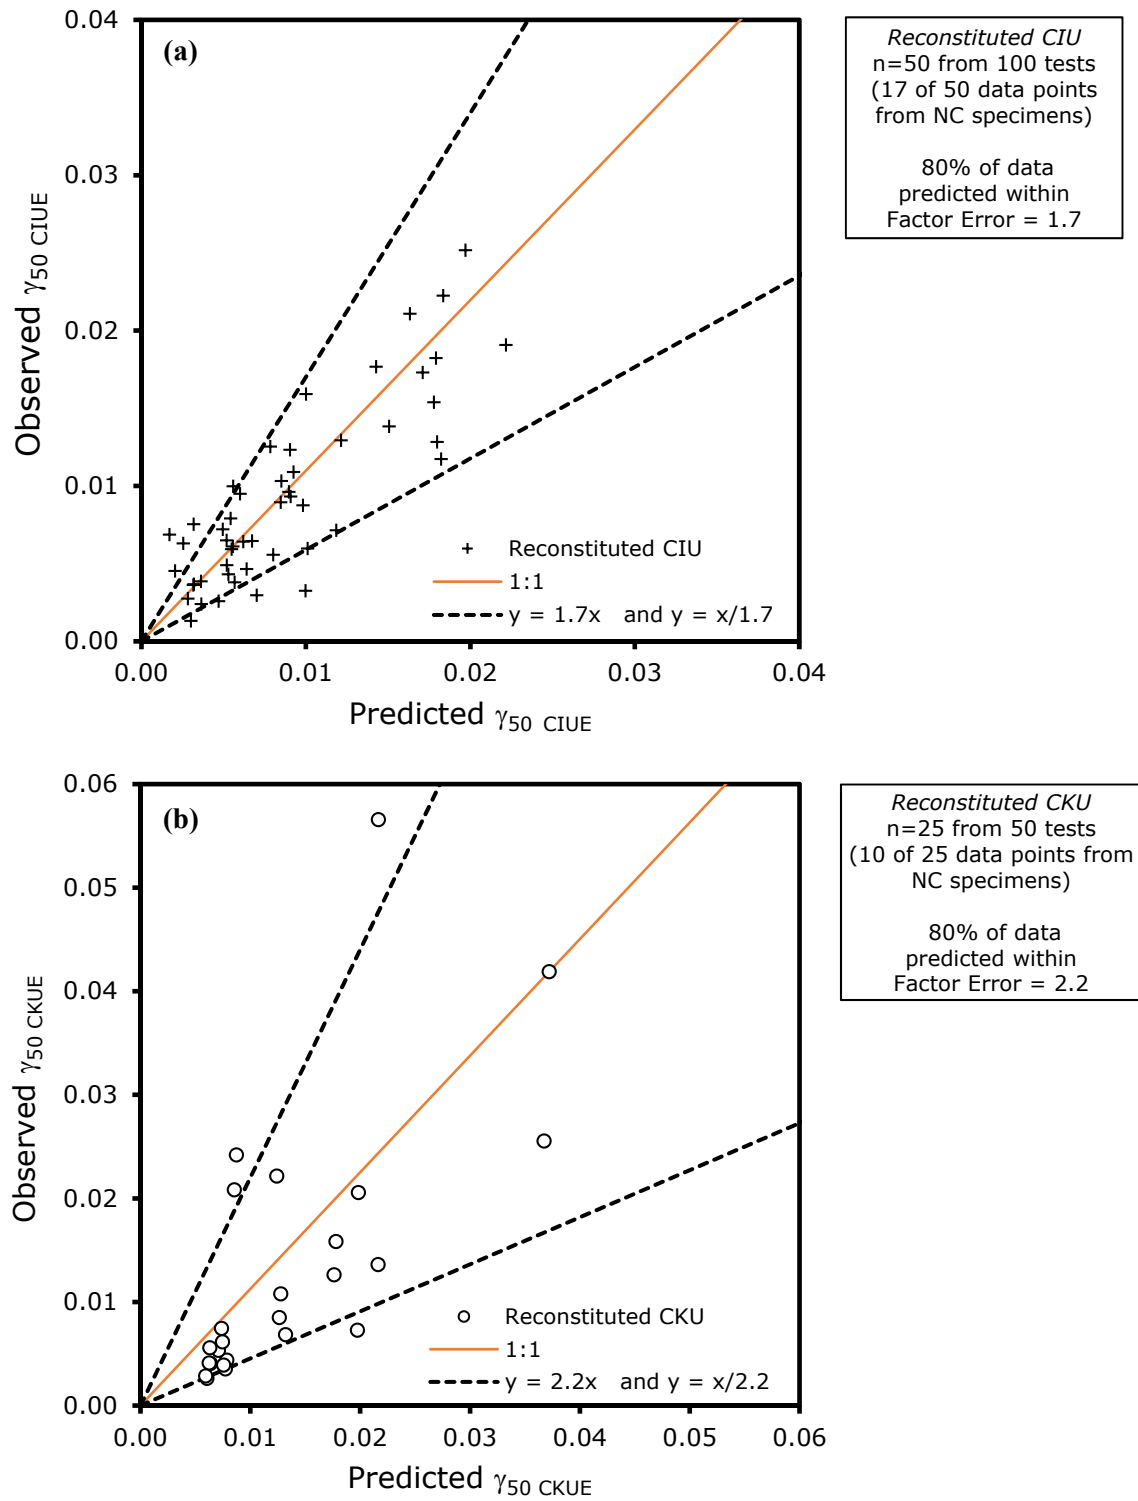 (a)
Observed γ50 CIUE
0.04
0.03
0.02
0.01
0.00
0.00 0.01 0.02 0.03 0.04
Predicted γ50 CIUE
Reconstituted CIU
1:1
y = 1.7x and y = x/1.7
Reconstituted CIU
n=50 from 100 tests
(17 of 50 data points
from NC specimens)
80% of data
predicted within
Factor Error = 1.7
(b)
Observed γ50 CKUE
0.06
0.05
0.04
0.03
0.02
0.01
0.00
0.00 0.01 0.02 0.03 0.04 0.05 0.06
Predicted γ50 CKUE
Reconstituted CKU
1:1
y = 2.2x and y = x/2.2
Reconstituted CKU
n=25 from 50 tests
(10 of 25 data points from
NC specimens)
80% of data
predicted within
Factor Error = 2.2